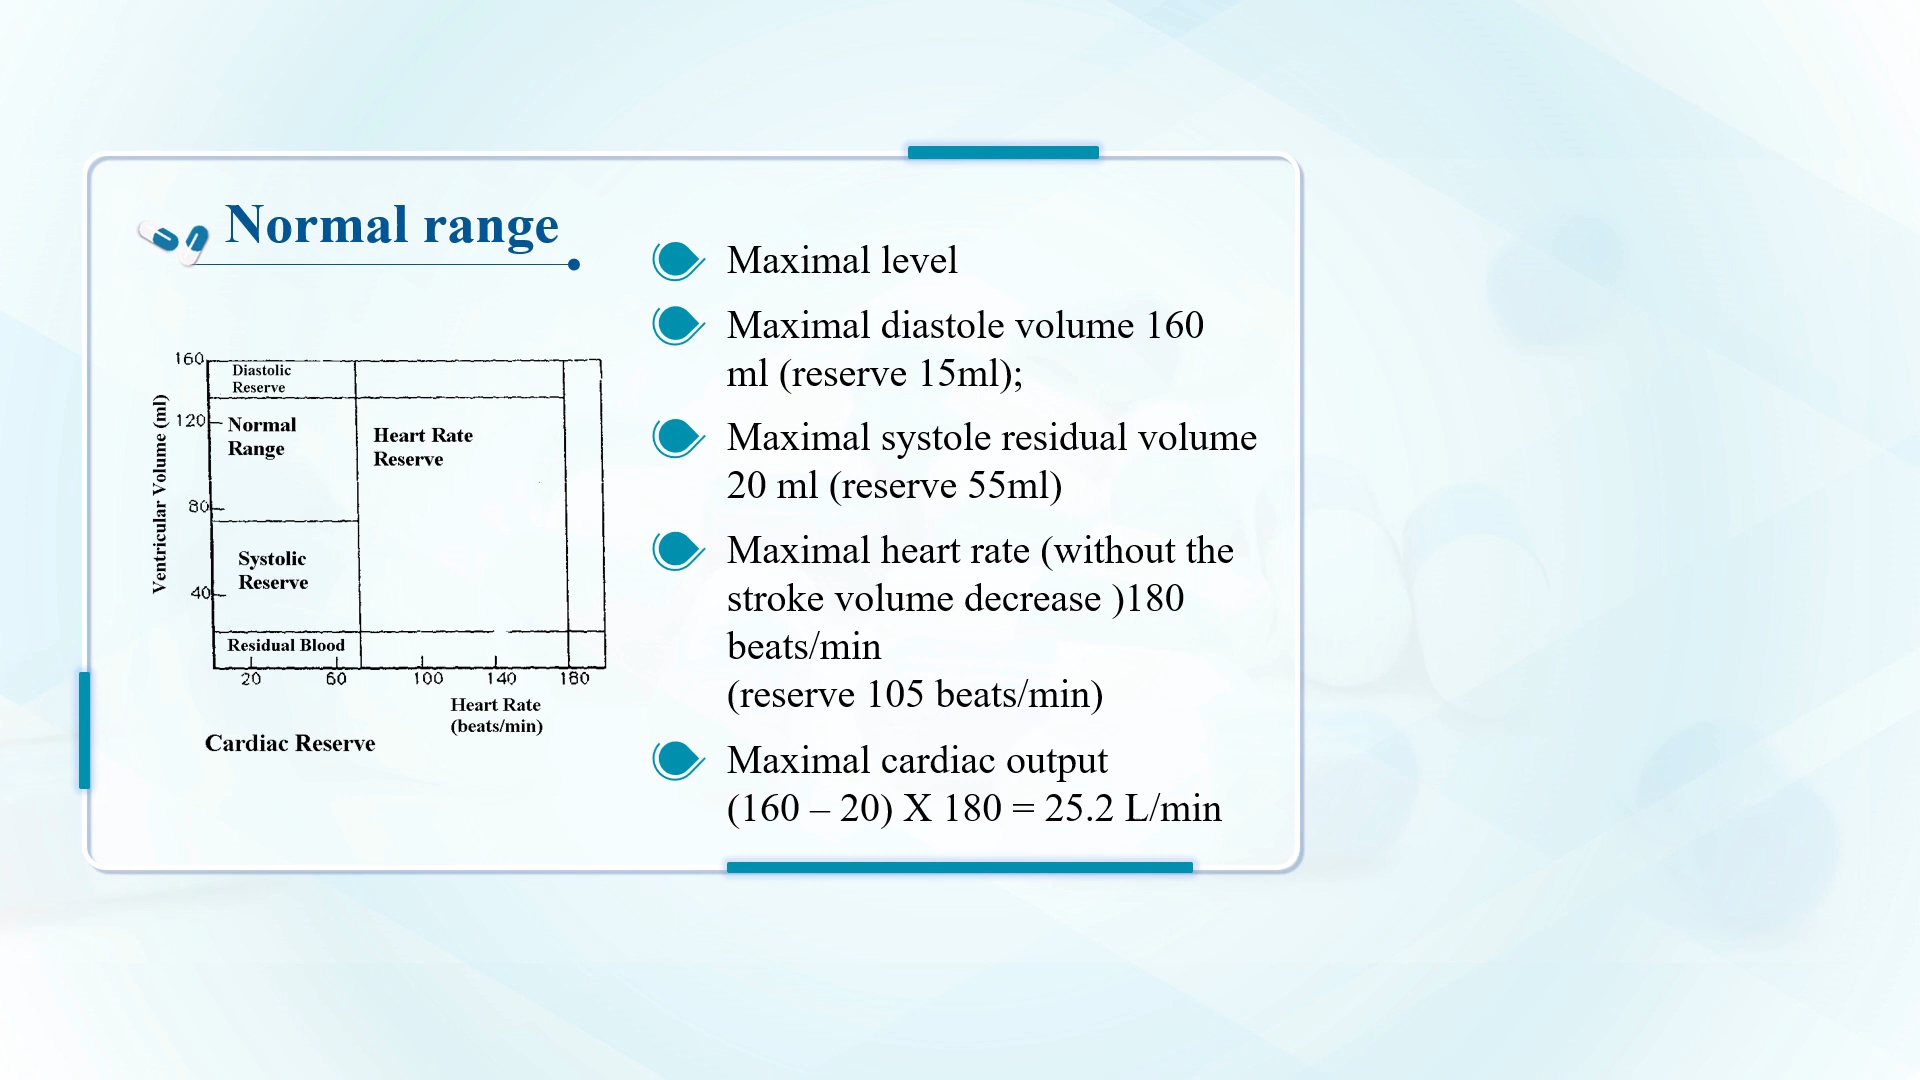 Normal range
160
Diastolic
Reserve
120
Normal
Range
Heart Rate
Reserve
Ventricular Volume (ml)
80
Systolic
Reserve
40
Residual Blood
20 60 100 140 180
Heart Rate
(beats/min)
Cardiac Reserve
Maximal level
Maximal diastole volume 160
ml (reserve 15ml);
Maximal systole residual volume
20 ml (reserve 55ml)
Maximal heart rate (without the
stroke volume decrease )180
beats/min
(reserve 105 beats/min)
Maximal cardiac output
(160 – 20) X 180 = 25.2 L/min